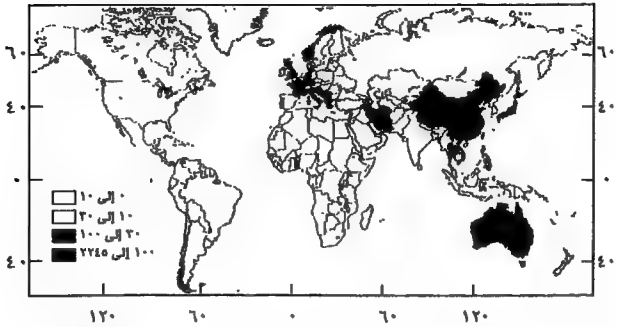 ٦٠ ٦٠
٤٠ ٤٠
٠ ٠
٤٠ ٤٠
٠ إلى ١٠
١٠ إلى ٣٠
٣٠ إلى ١٠٠
١٠٠ إلى ٢٢٤٥
١٢٠ ٦٠ ٠ ٦٠ ١٢٠